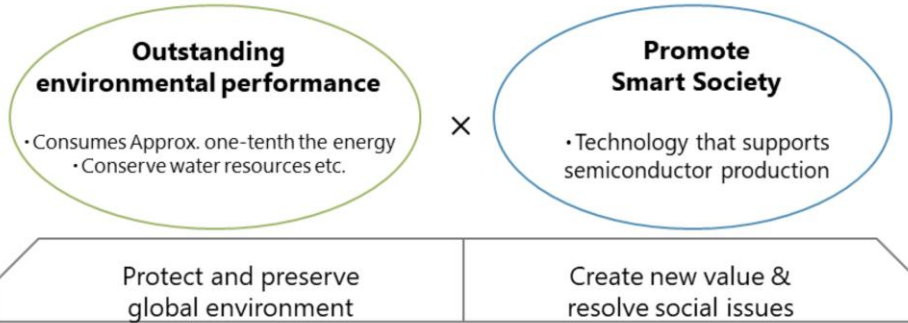 Outstanding
environmental performance
・Consumes Approx. one-tenth the energy
・Conserve water resources etc.
×
Promote
Smart Society
・Technology that supports
semiconductor production
Protect and preserve
global environment
Create new value &
resolve social issues